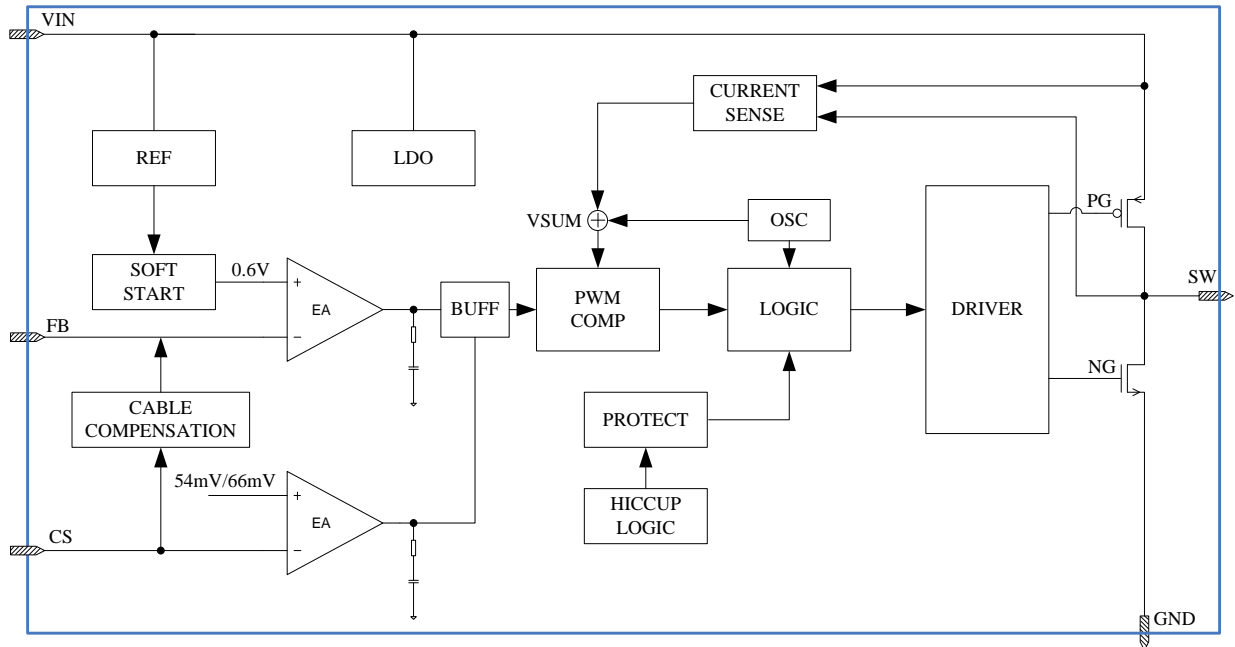 VIN
CURRENT
SENSE
REF
LDO
PG
VSUM
+
OSC
SOFT
START
0.6V
+
EA
−
BUFF
PWM
COMP
LOGIC
DRIVER
SW
FB
NG
CABLE
COMPENSATION
PROTECT
54mV/66mV
+
EA
−
HICCUP
LOGIC
CS
GND